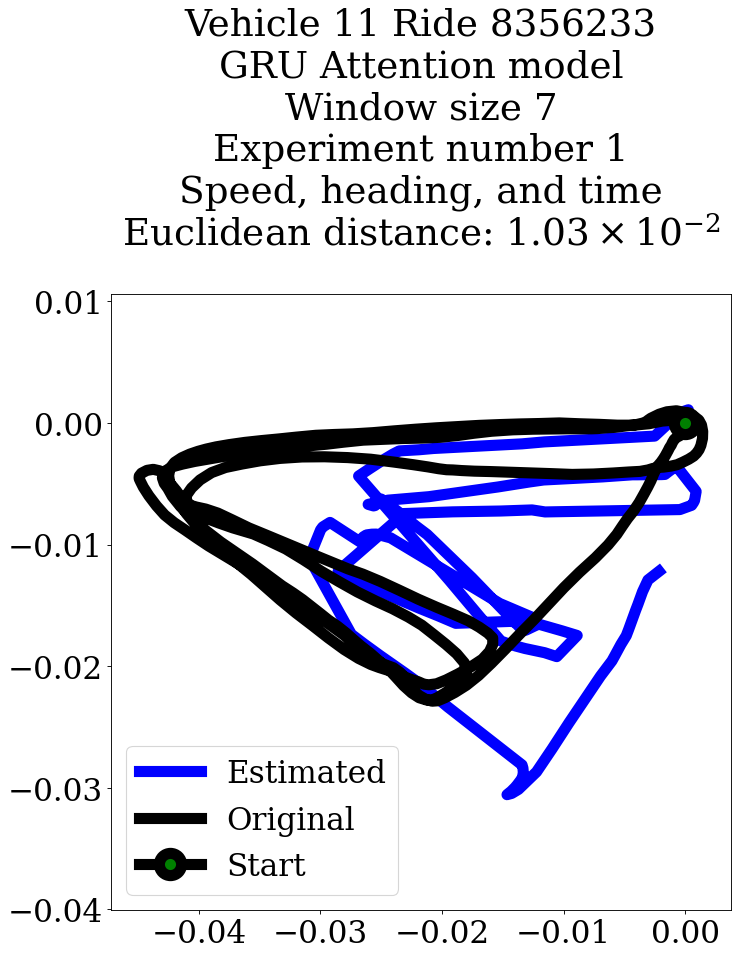 Vehicle 11 Ride 8356233
GRU Attention model
Window size 7
Experiment number 1
Speed, heading, and time
Euclidean distance: 1.03 × 10⁻²
0.01
0.00
−0.01
−0.02
−0.03
−0.04
Estimated
Original
Start
−0.04 −0.03 −0.02 −0.01 0.00